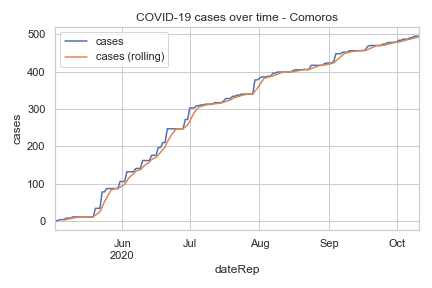 COVID-19 cases over time - Comoros
cases
cases (rolling)
500
400
300
200
100
0
cases
Jun
2020
Jul
Aug
Sep
Oct
dateRep